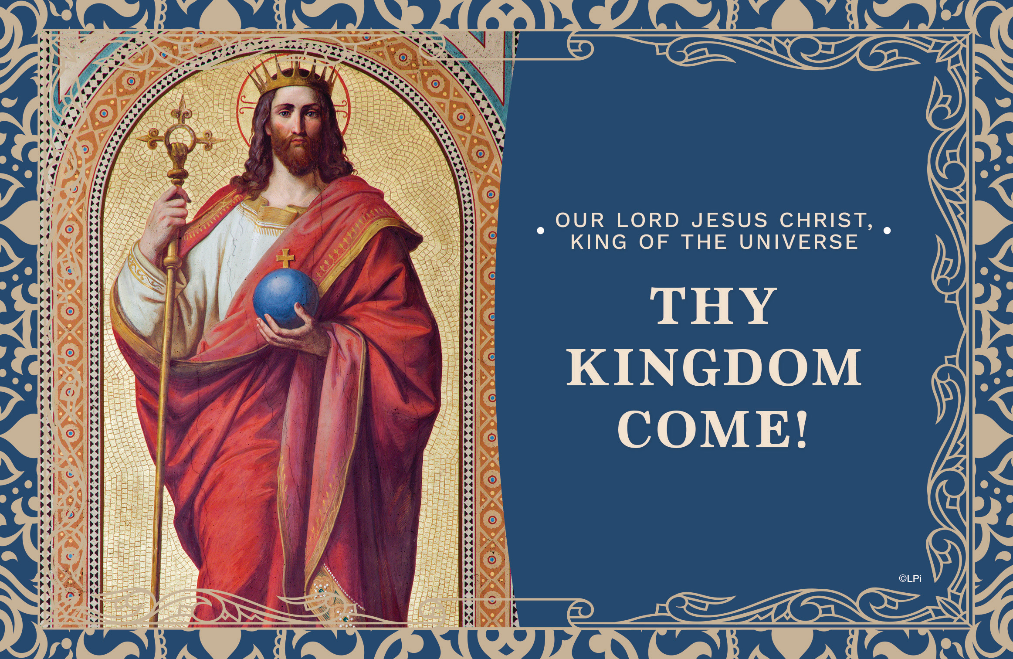 OUR LORD JESUS CHRIST,
KING OF THE UNIVERSE
THY
KINGDOM
COME!
©LPi